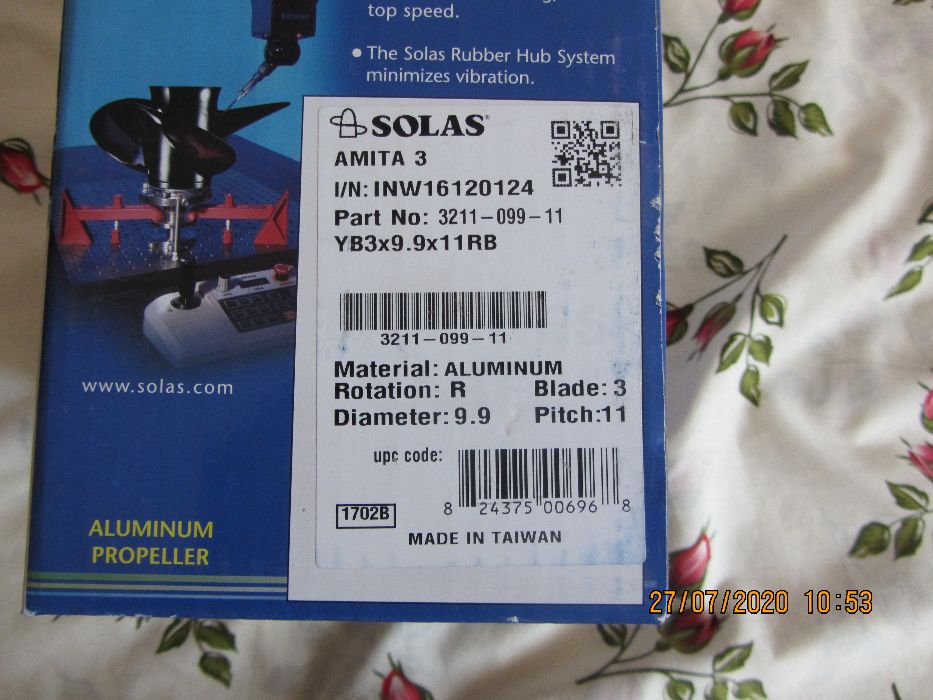 top speed.
• The Solas Rubber Hub System
minimizes vibration.
SOLAS®
AMITA 3
I/N: INW16120124
Part No: 3211-099-11
YB3x9.9x11RB
3211-099-11
Material: ALUMINUM
Rotation: R Blade: 3
Diameter: 9.9 Pitch: 11
upc code:
8 24375 00696 8
1702B
MADE IN TAIWAN
www.solas.com
ALUMINUM
PROPELLER
27/07/2020 10:53